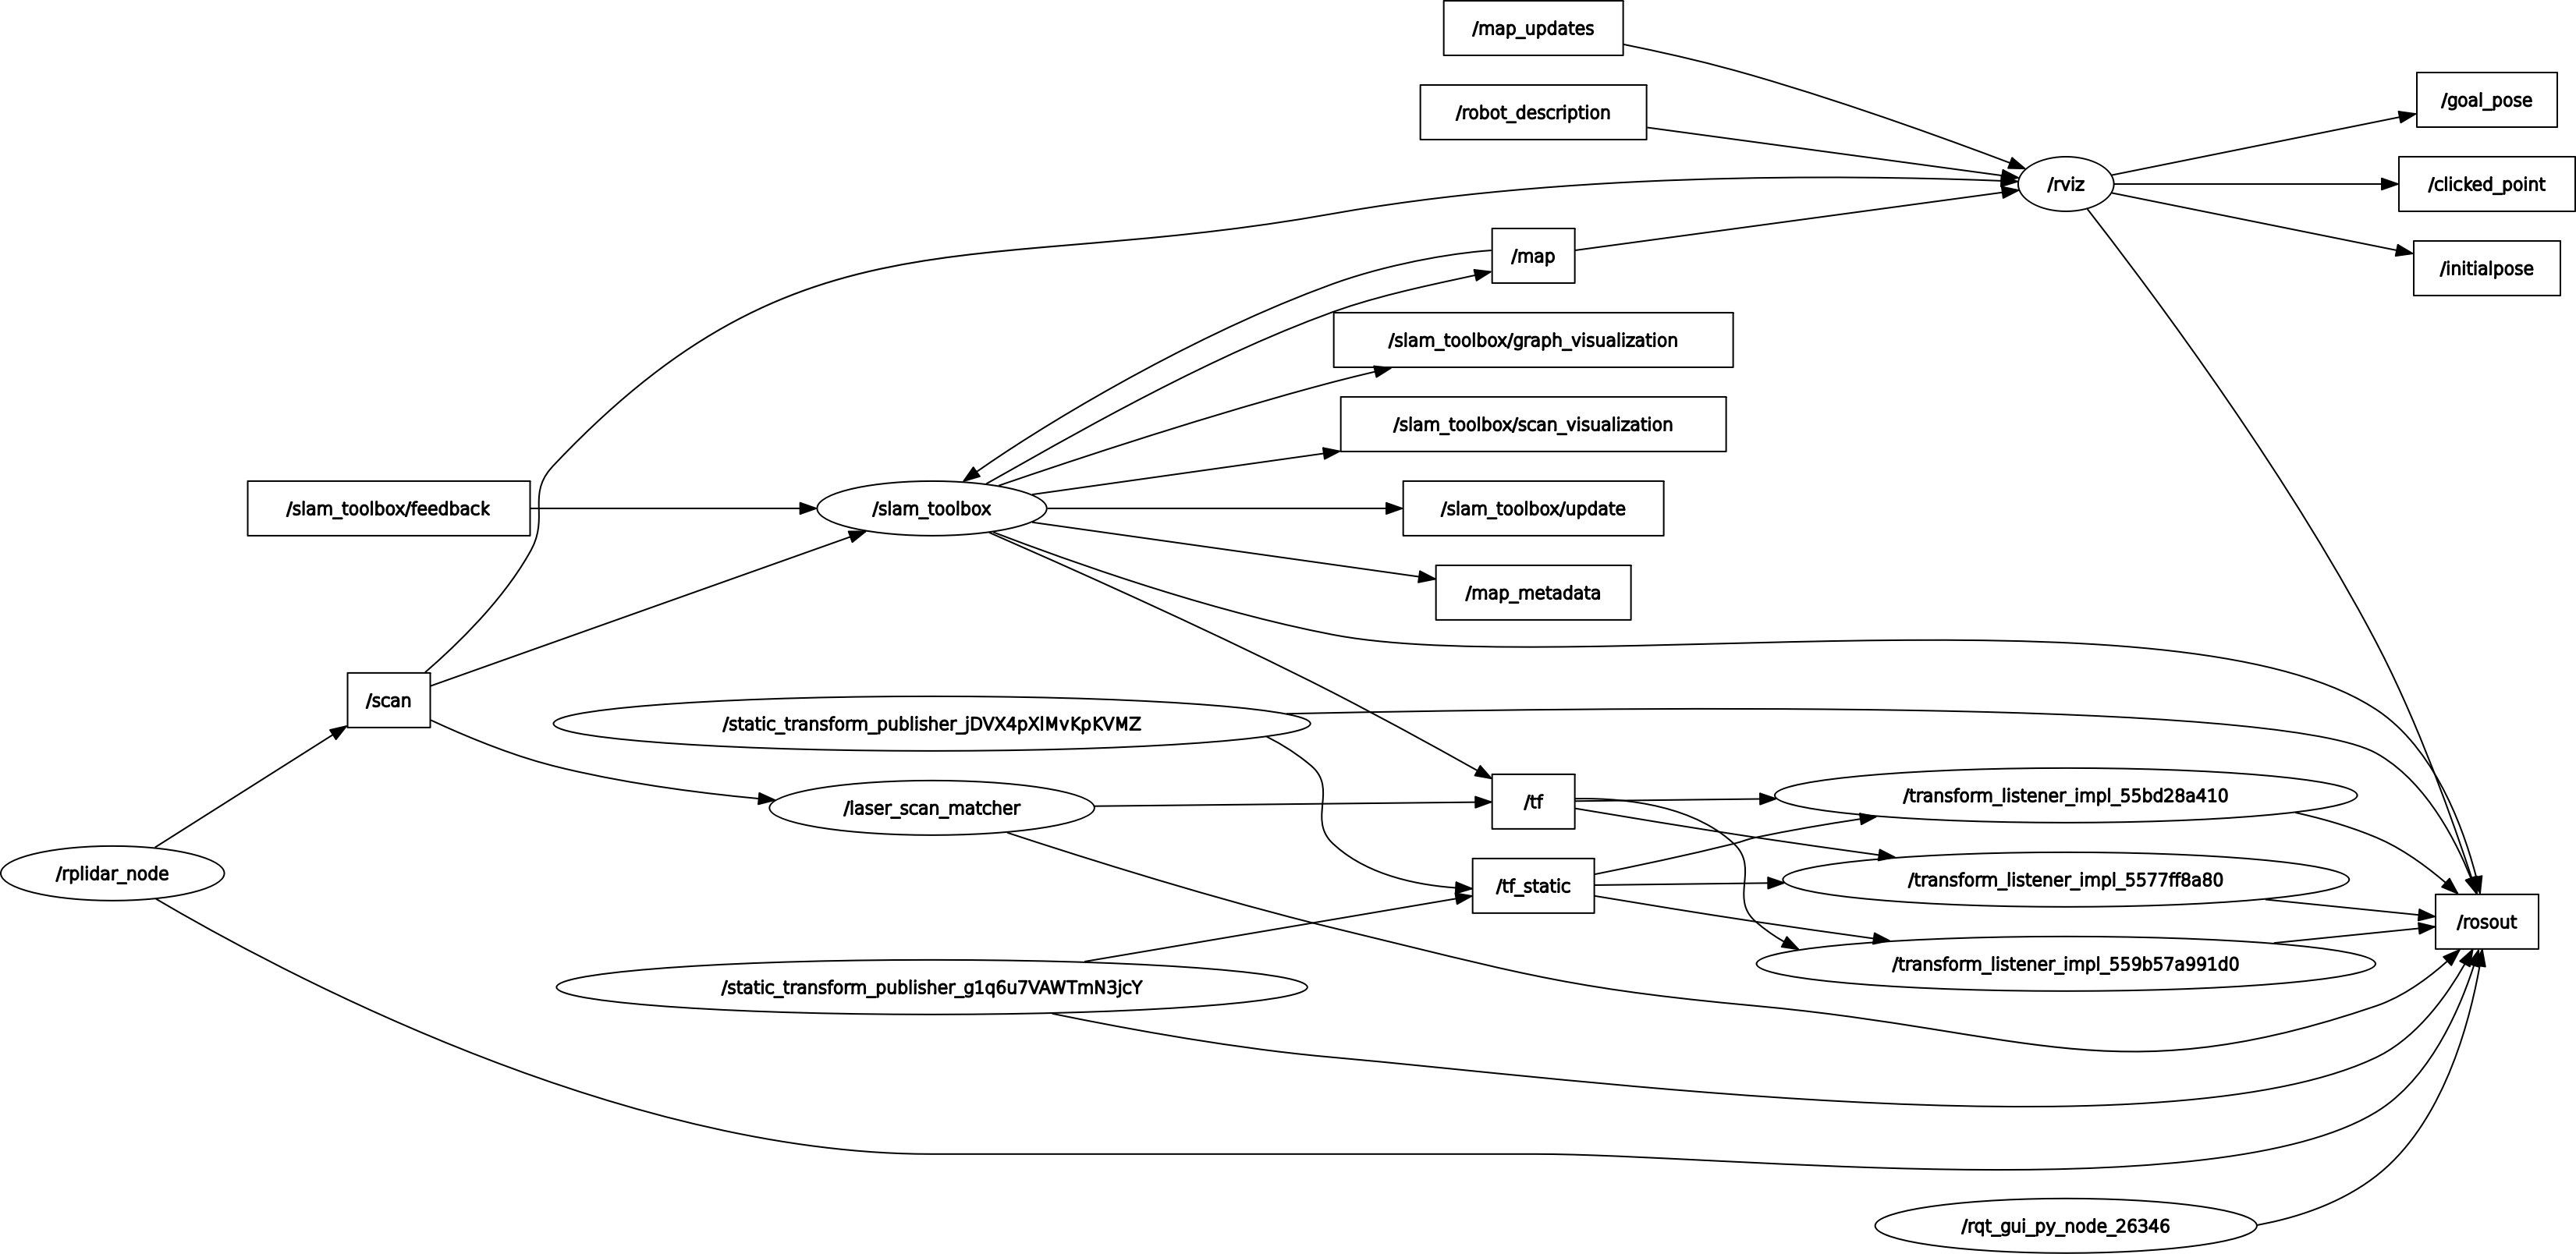 /map_updates
/robot_description
/goal_pose
/rviz
/clicked_point
/map
/initialpose
/slam_toolbox/graph_visualization
/slam_toolbox/scan_visualization
/slam_toolbox/feedback
/slam_toolbox
/slam_toolbox/update
/map_metadata
/scan
/static_transform_publisher_jDVX4pXlMvKpKVMZ
/laser_scan_matcher
/tf
/transform_listener_impl_55bd28a410
/rplidar_node
/tf_static
/transform_listener_impl_5577ff8a80
/rosout
/static_transform_publisher_g1q6u7VAWTmN3jcY
/transform_listener_impl_559b57a991d0
/rqt_gui_py_node_26346